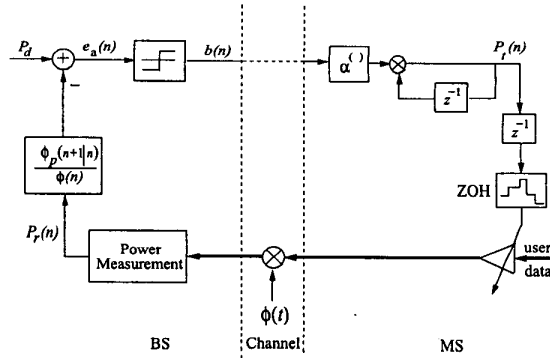 P_d
+
e_a(n)
b(n)
−
α^( )
P_t(n)
z^{-1}
z^{-1}
ϕ_p(n+1|n)
ϕ(n)
ZOH
P_r(n)
Power
Measurement
user
data
ϕ(t)
BS
Channel
MS